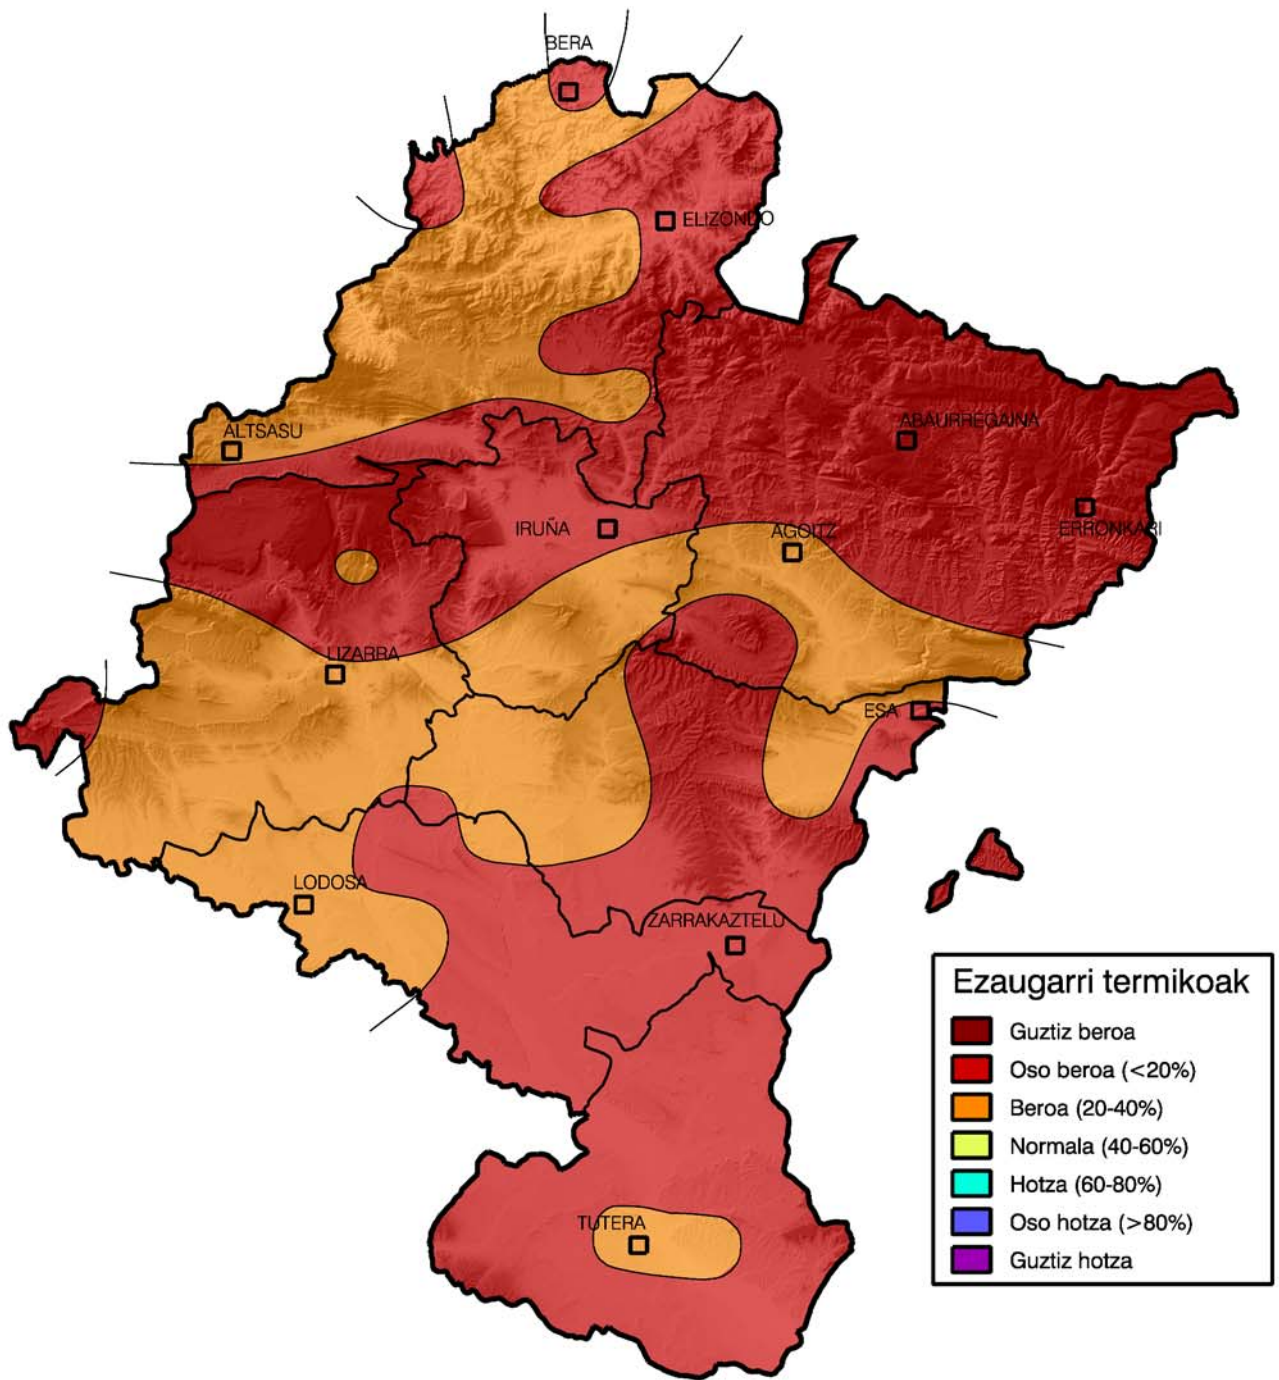 BERA
ELIZONDO
ALTSASU
ABAURREGAINA
IRUÑA
AGOITZ
ERRONKARI
LIZARRA
ESA
LODOSA
ZARRAKAZTELU
TUTERA
Ezaugarri termikoak
Guztiz beroa
Oso beroa (<20%)
Beroa (20-40%)
Normala (40-60%)
Hotza (60-80%)
Oso hotza (>80%)
Guztiz hotza